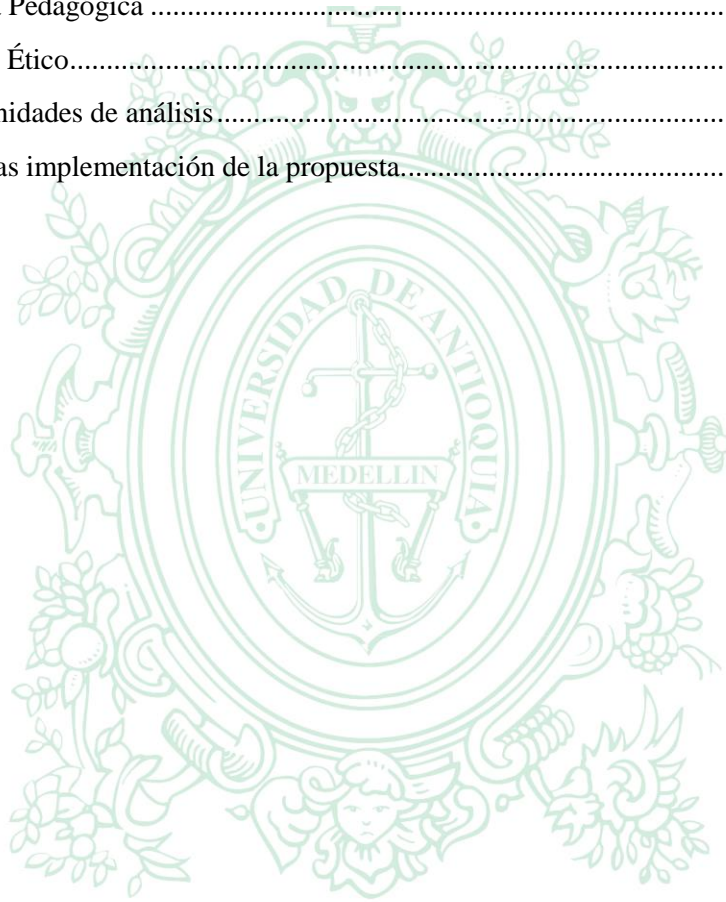 Pedagógica ...........................................................................
Ético...........................................................................................
nidades de análisis ...............................................................
as implementación de la propuesta.....................................
UNIVERSIDAD DE ANTIOQUIA
MEDELLIN